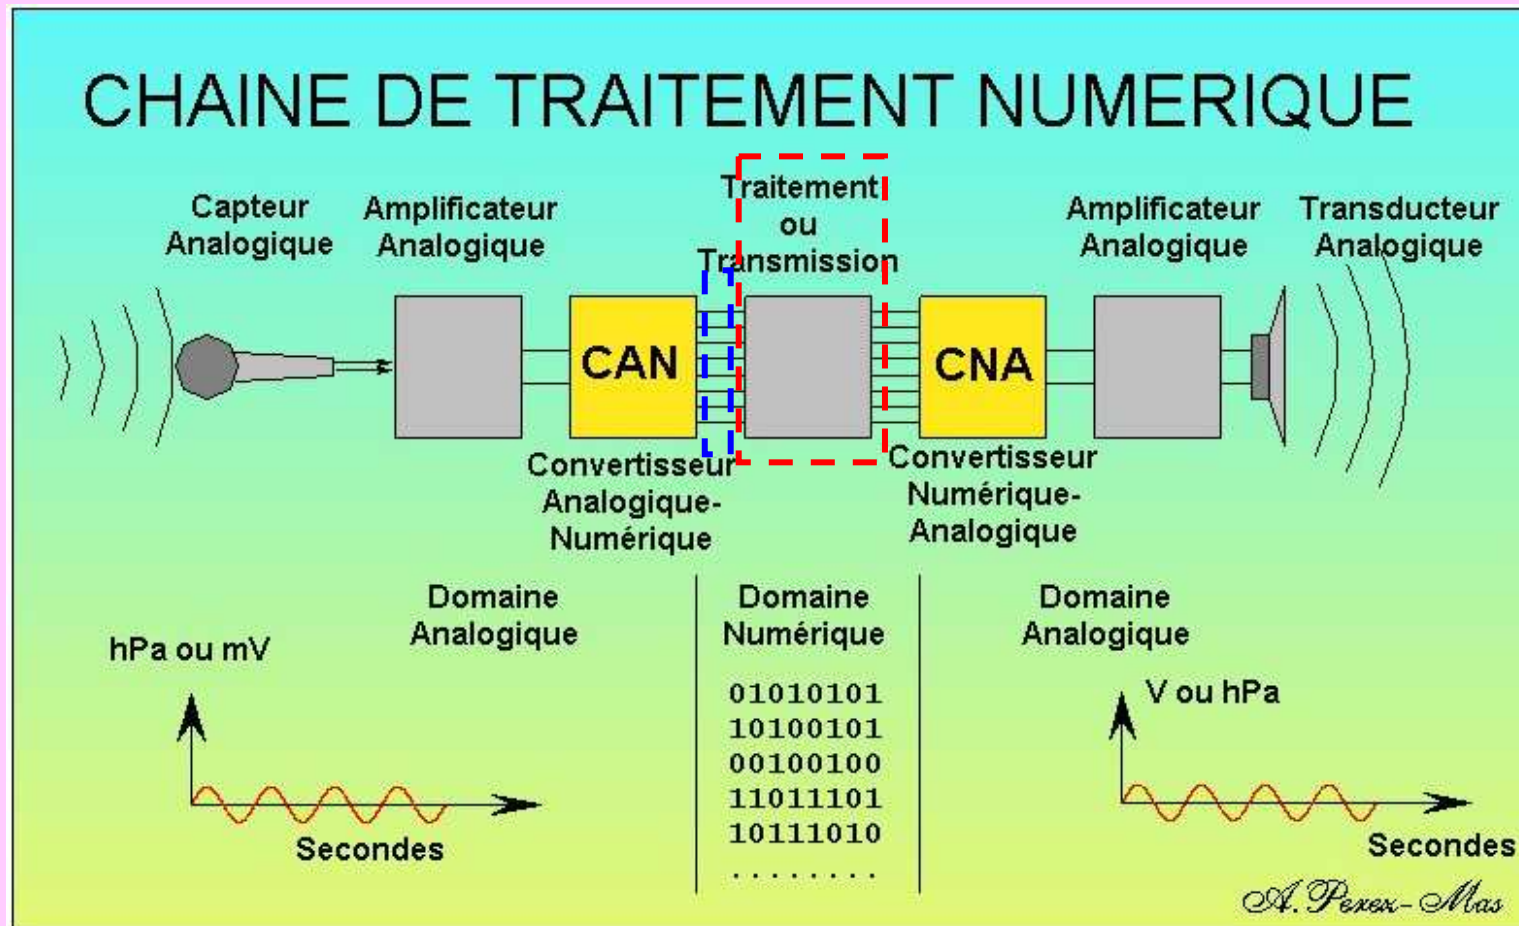 CHAINE DE TRAITEMENT NUMERIQUE
Capteur
Analogique
Amplificateur
Analogique
Traitement
ou
Transmission
Amplificateur
Analogique
Transducteur
Analogique
CAN
CNA
Convertisseur
Analogique-
Numérique
Convertisseur
Numérique-
Analogique
Domaine
Analogique
Domaine
Numérique
Domaine
Analogique
hPa ou mV
Secondes
01010101
10100101
00100100
11011101
10111010
. . . . . . . .
V ou hPa
Secondes
A. Perez-Mas